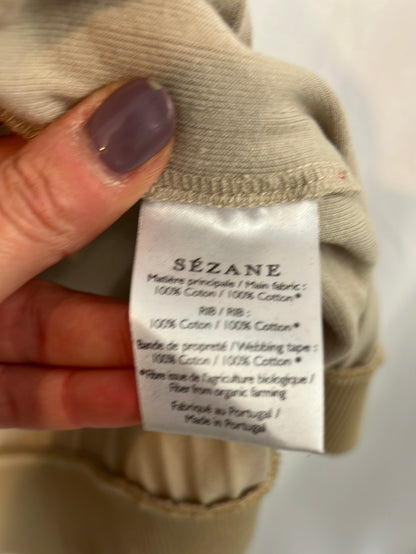 SÉZANE
Matière principale / Main fabric :
100% Coton / 100% Cotton*
RIB / RIB :
100% Coton / 100% Cotton*
Bande de propreté / Webbing tape :
100% Coton / 100% Cotton *
*Fibre issue de l'agriculture biologique /
Fiber from organic farming
Fabriqué au Portugal /
Made in Portugal